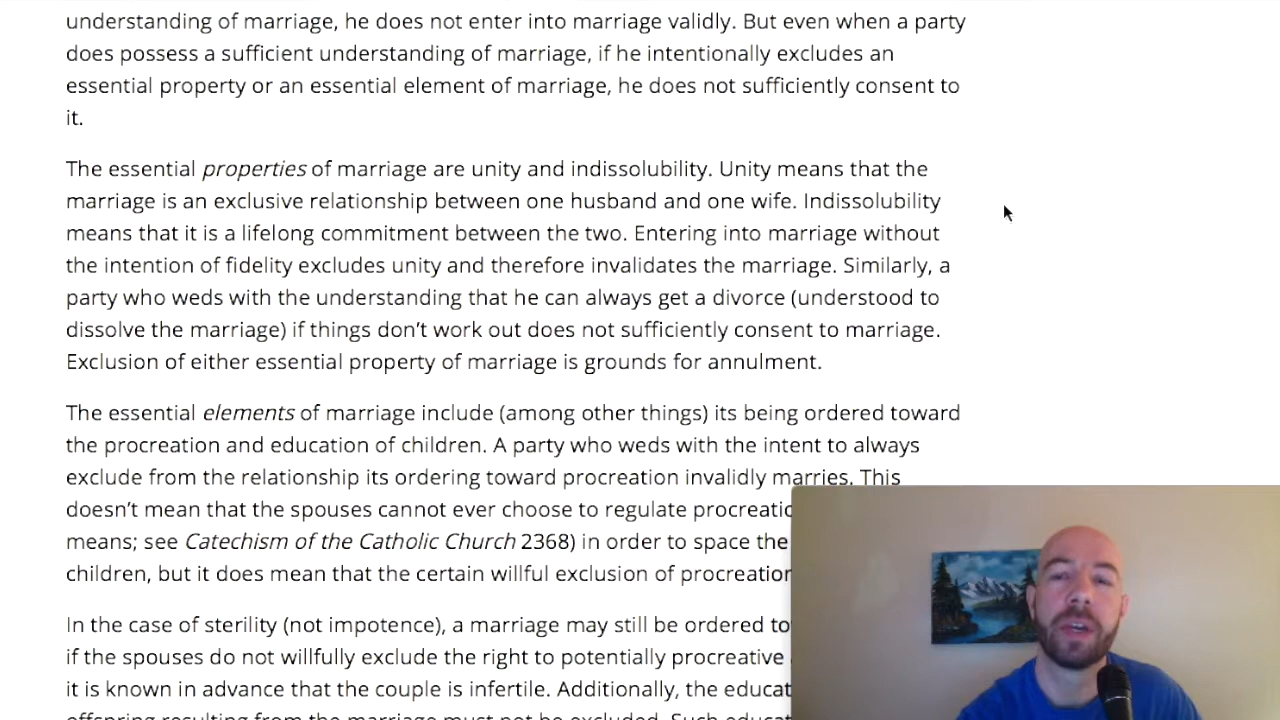 understanding of marriage, he does not enter into marriage validly. But even when a party
does possess a sufficient understanding of marriage, if he intentionally excludes an
essential property or an essential element of marriage, he does not sufficiently consent to
it.
The essential properties of marriage are unity and indissolubility. Unity means that the
marriage is an exclusive relationship between one husband and one wife. Indissolubility
means that it is a lifelong commitment between the two. Entering into marriage without
the intention of fidelity excludes unity and therefore invalidates the marriage. Similarly, a
party who weds with the understanding that he can always get a divorce (understood to
dissolve the marriage) if things don’t work out does not sufficiently consent to marriage.
Exclusion of either essential property of marriage is grounds for annulment.
The essential elements of marriage include (among other things) its being ordered toward
the procreation and education of children. A party who weds with the intent to always
exclude from the relationship its ordering toward procreation invalidly marries. This
doesn’t mean that the spouses cannot ever choose to regulate
means; see Catechism of the Catholic Church 2368) in order to space the
children, but it does mean that the certain willful exclusion of
In the case of sterility (not impotence), a marriage may still be ordered
if the spouses do not willfully exclude the right to potentially procreative
it is known in advance that the couple is infertile. Additionally, the
offspring resulting from the marriage must not be excluded. Such